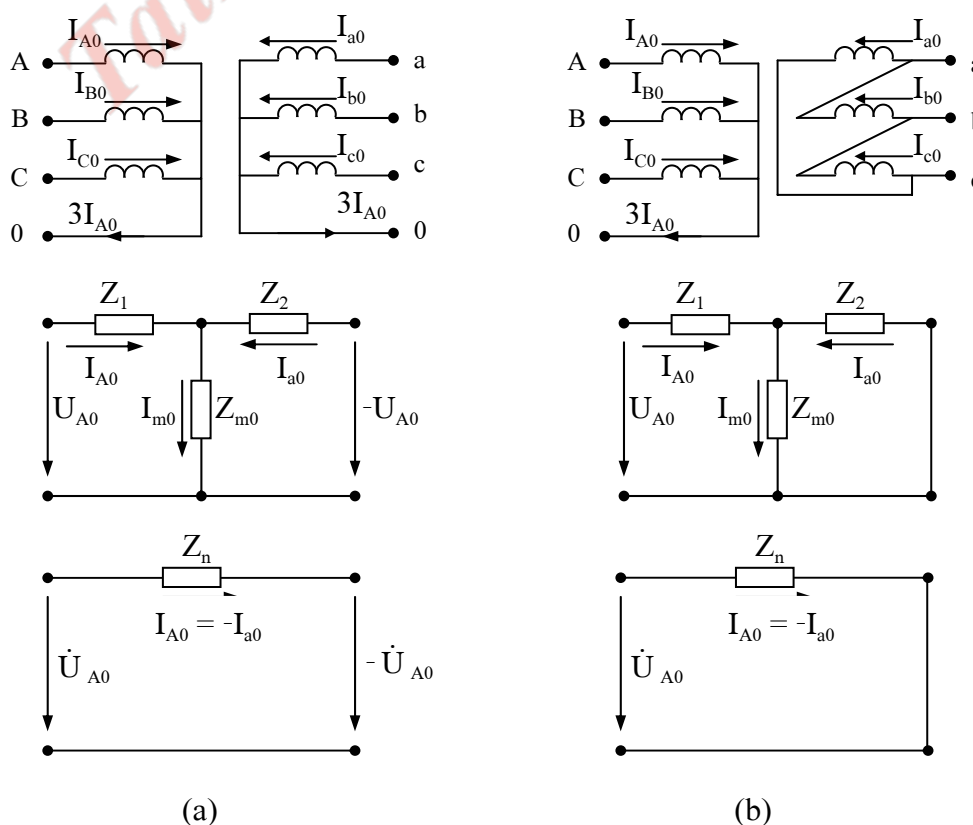 I_A0 I_a0
A a
I_B0 I_b0
B b
I_C0 I_c0
C c
3I_A0 3I_A0
0 0
I_A0 I_a0
A
I_B0 I_b0
B
I_C0 I_c0
C
3I_A0
0
Z_1 Z_2
I_A0 I_a0
U_A0 I_m0 Z_m0 -U_A0
Z_1 Z_2
I_A0 I_a0
U_A0 I_m0 Z_m0
Z_n
I_A0 = -I_a0
U̇_A0 - U̇_A0
Z_n
I_A0 = -I_a0
U̇_A0
(a) (b)